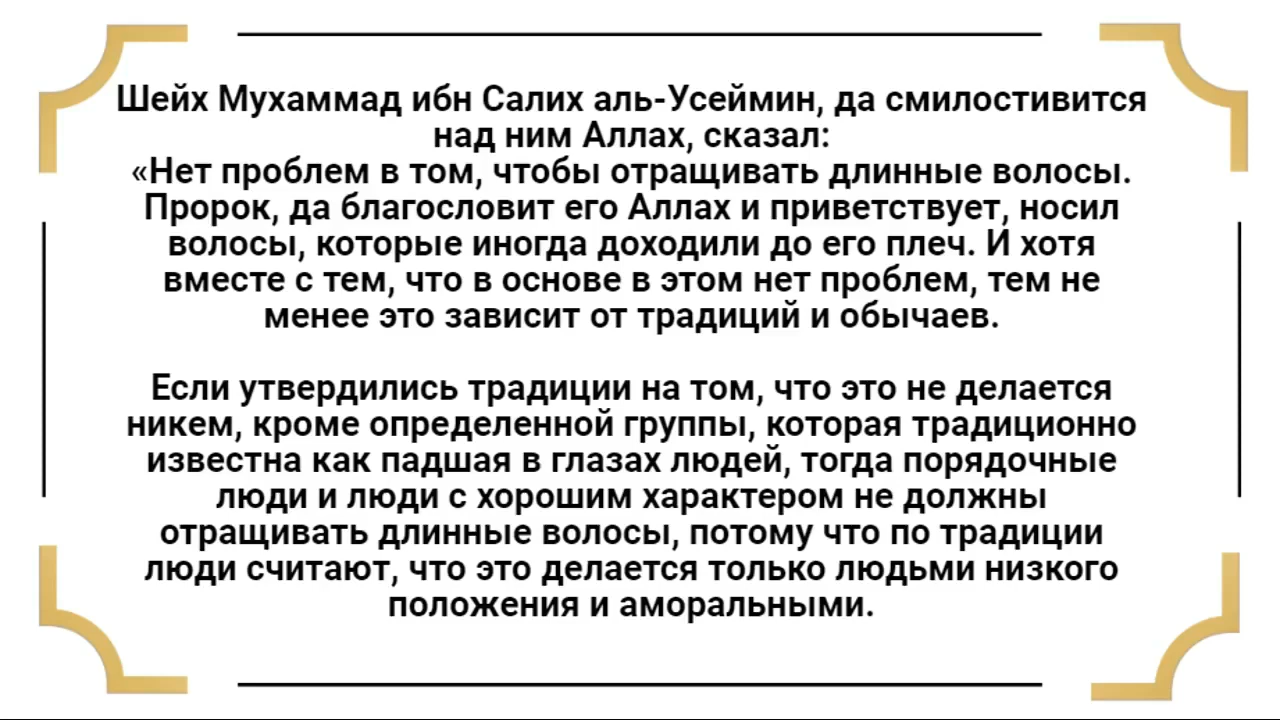 Шейх Мухаммад ибн Салих аль-Усеймин, да смилостивится
над ним Аллах, сказал:
«Нет проблем в том, чтобы отращивать длинные волосы.
Пророк, да благословит его Аллах и приветствует, носил
волосы, которые иногда доходили до его плеч. И хотя
вместе с тем, что в основе в этом нет проблем, тем не
менее это зависит от традиций и обычаев.
Если утвердились традиции на том, что это не делается
никем, кроме определенной группы, которая традиционно
известна как падшая в глазах людей, тогда порядочные
люди и люди с хорошим характером не должны
отращивать длинные волосы, потому что по традиции
люди считают, что это делается только людьми низкого
положения и аморальными.